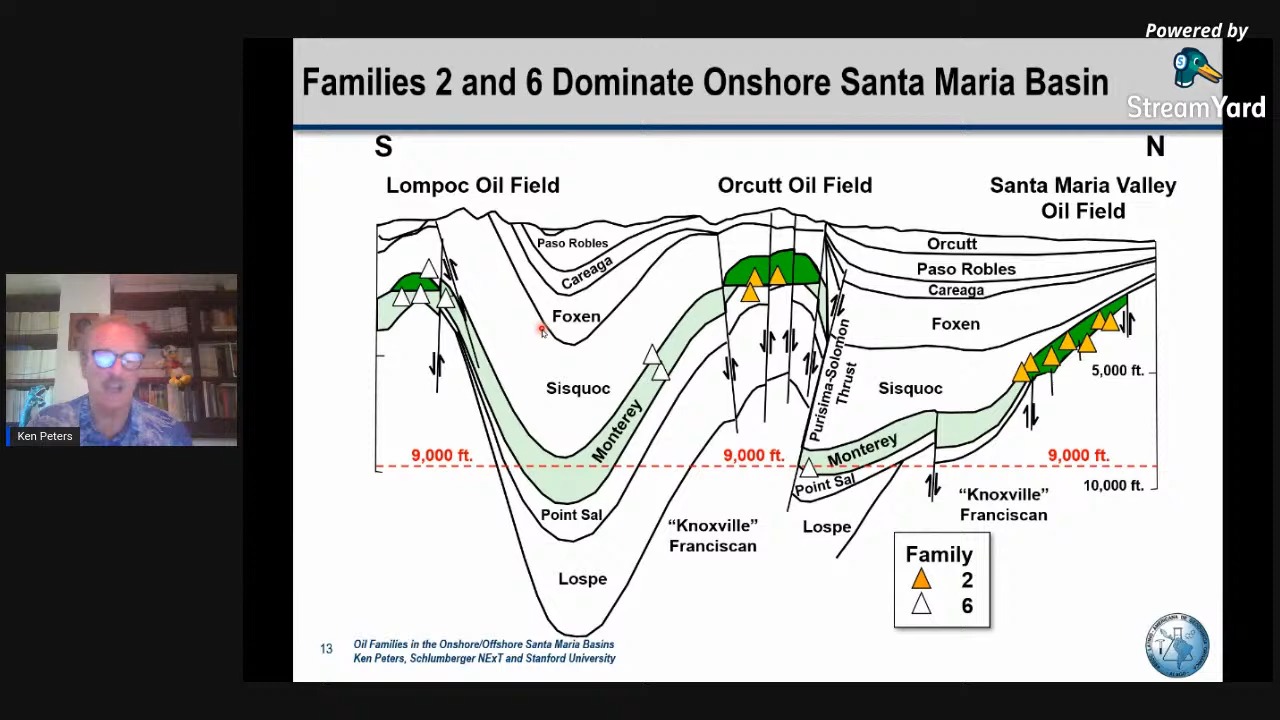 Powered by
StreamYard
Families 2 and 6 Dominate Onshore Santa Maria Basin
S
N
Lompoc Oil Field
Orcutt Oil Field
Santa Maria Valley
Oil Field
Paso Robles
Careaga
Foxen
Sisquoc
Monterey
Point Sal
Lospe
"Knoxville"
Franciscan
Purisima-Solomon
Thrust
Orcutt
Paso Robles
Careaga
Foxen
Sisquoc
Monterey
Point Sal
Lospe
"Knoxville"
Franciscan
5,000 ft.
9,000 ft.
9,000 ft.
9,000 ft.
10,000 ft.
Family
2
6
Ken Peters
13
Oil Families in the Onshore/Offshore Santa Maria Basins
Ken Peters, Schlumberger NExT and Stanford University